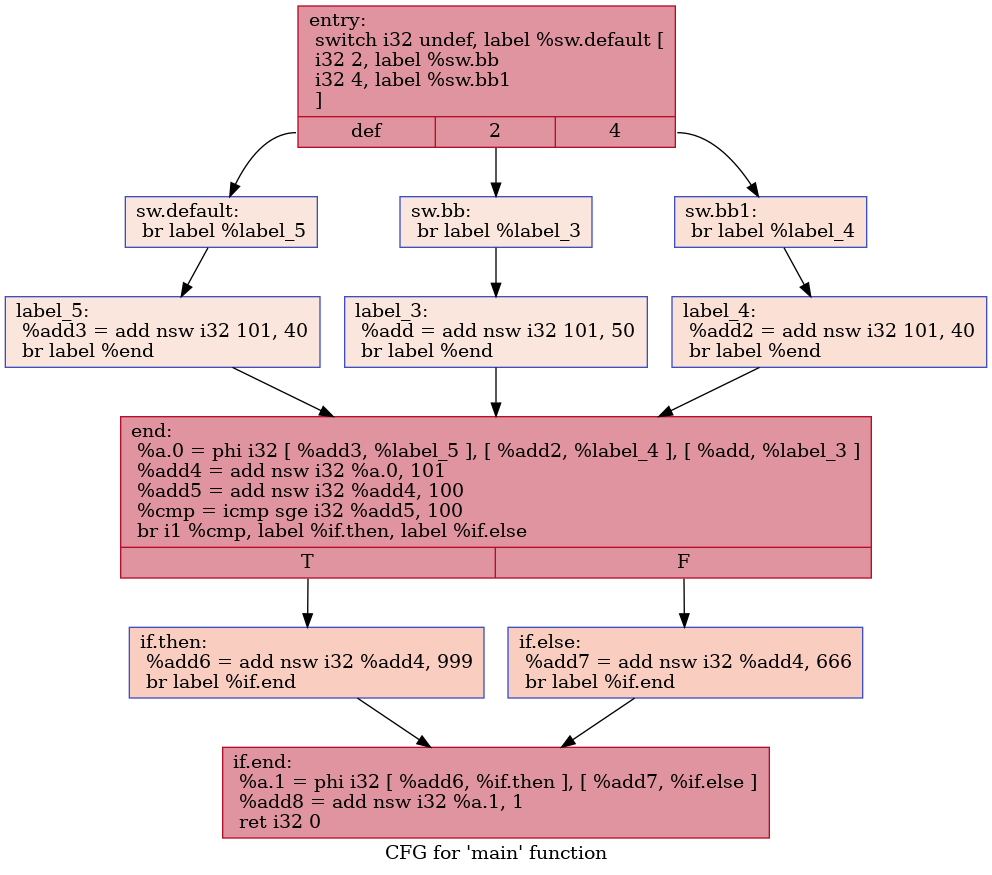 entry:
switch i32 undef, label %sw.default [
i32 2, label %sw.bb
i32 4, label %sw.bb1
]
def
2
4
sw.default:
br label %label_5
sw.bb:
br label %label_3
sw.bb1:
br label %label_4
label_5:
%add3 = add nsw i32 101, 40
br label %end
label_3:
%add = add nsw i32 101, 50
br label %end
label_4:
%add2 = add nsw i32 101, 40
br label %end
end:
%a.0 = phi i32 [ %add3, %label_5 ], [ %add2, %label_4 ], [ %add, %label_3 ]
%add4 = add nsw i32 %a.0, 101
%add5 = add nsw i32 %add4, 100
%cmp = icmp sge i32 %add5, 100
br i1 %cmp, label %if.then, label %if.else
T
F
if.then:
%add6 = add nsw i32 %add4, 999
br label %if.end
if.else:
%add7 = add nsw i32 %add4, 666
br label %if.end
if.end:
%a.1 = phi i32 [ %add6, %if.then ], [ %add7, %if.else ]
%add8 = add nsw i32 %a.1, 1
ret i32 0
CFG for 'main' function